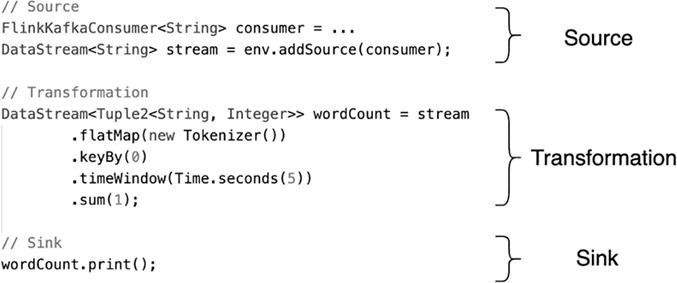 // Source
FlinkKafkaConsumer<String> consumer = ...
DataStream<String> stream = env.addSource(consumer);
Source
// Transformation
DataStream<Tuple2<String, Integer>> wordCount = stream
.flatMap(new Tokenizer())
.keyBy(0)
.timeWindow(Time.seconds(5))
.sum(1);
Transformation
// Sink
wordCount.print();
Sink